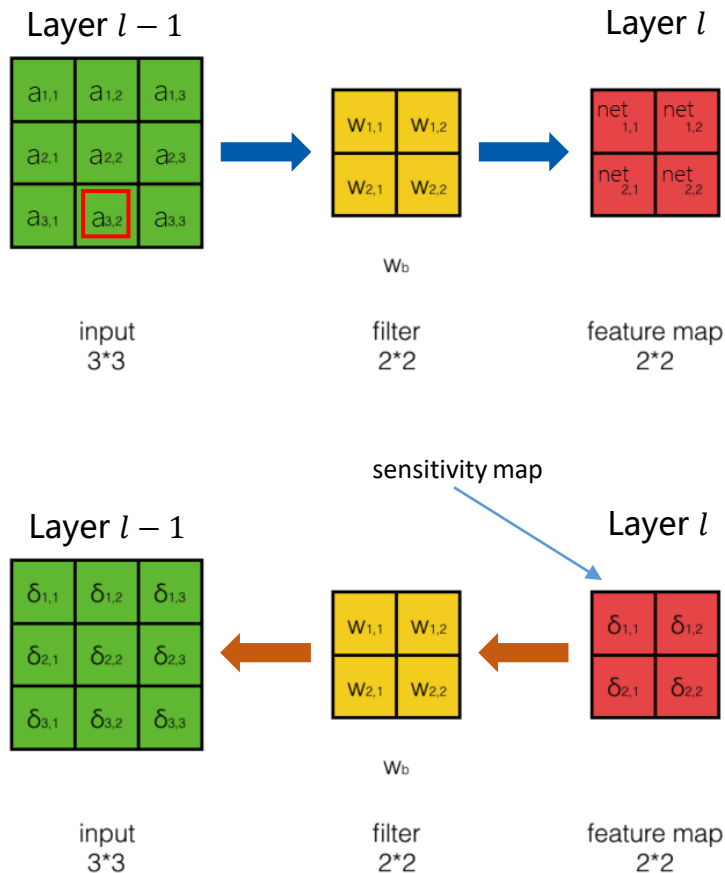 Layer l − 1 Layer l
a1,1 a1,2 a1,3 w1,1 w1,2 net1,1 net1,2
a2,1 a2,2 a2,3 w2,1 w2,2 net2,1 net2,2
a3,1 a3,2 a3,3
wb
input filter feature map
3*3 2*2 2*2
sensitivity map
Layer l − 1 Layer l
δ1,1 δ1,2 δ1,3 w1,1 w1,2 δ1,1 δ1,2
δ2,1 δ2,2 δ2,3 w2,1 w2,2 δ2,1 δ2,2
δ3,1 δ3,2 δ3,3
wb
input filter feature map
3*3 2*2 2*2